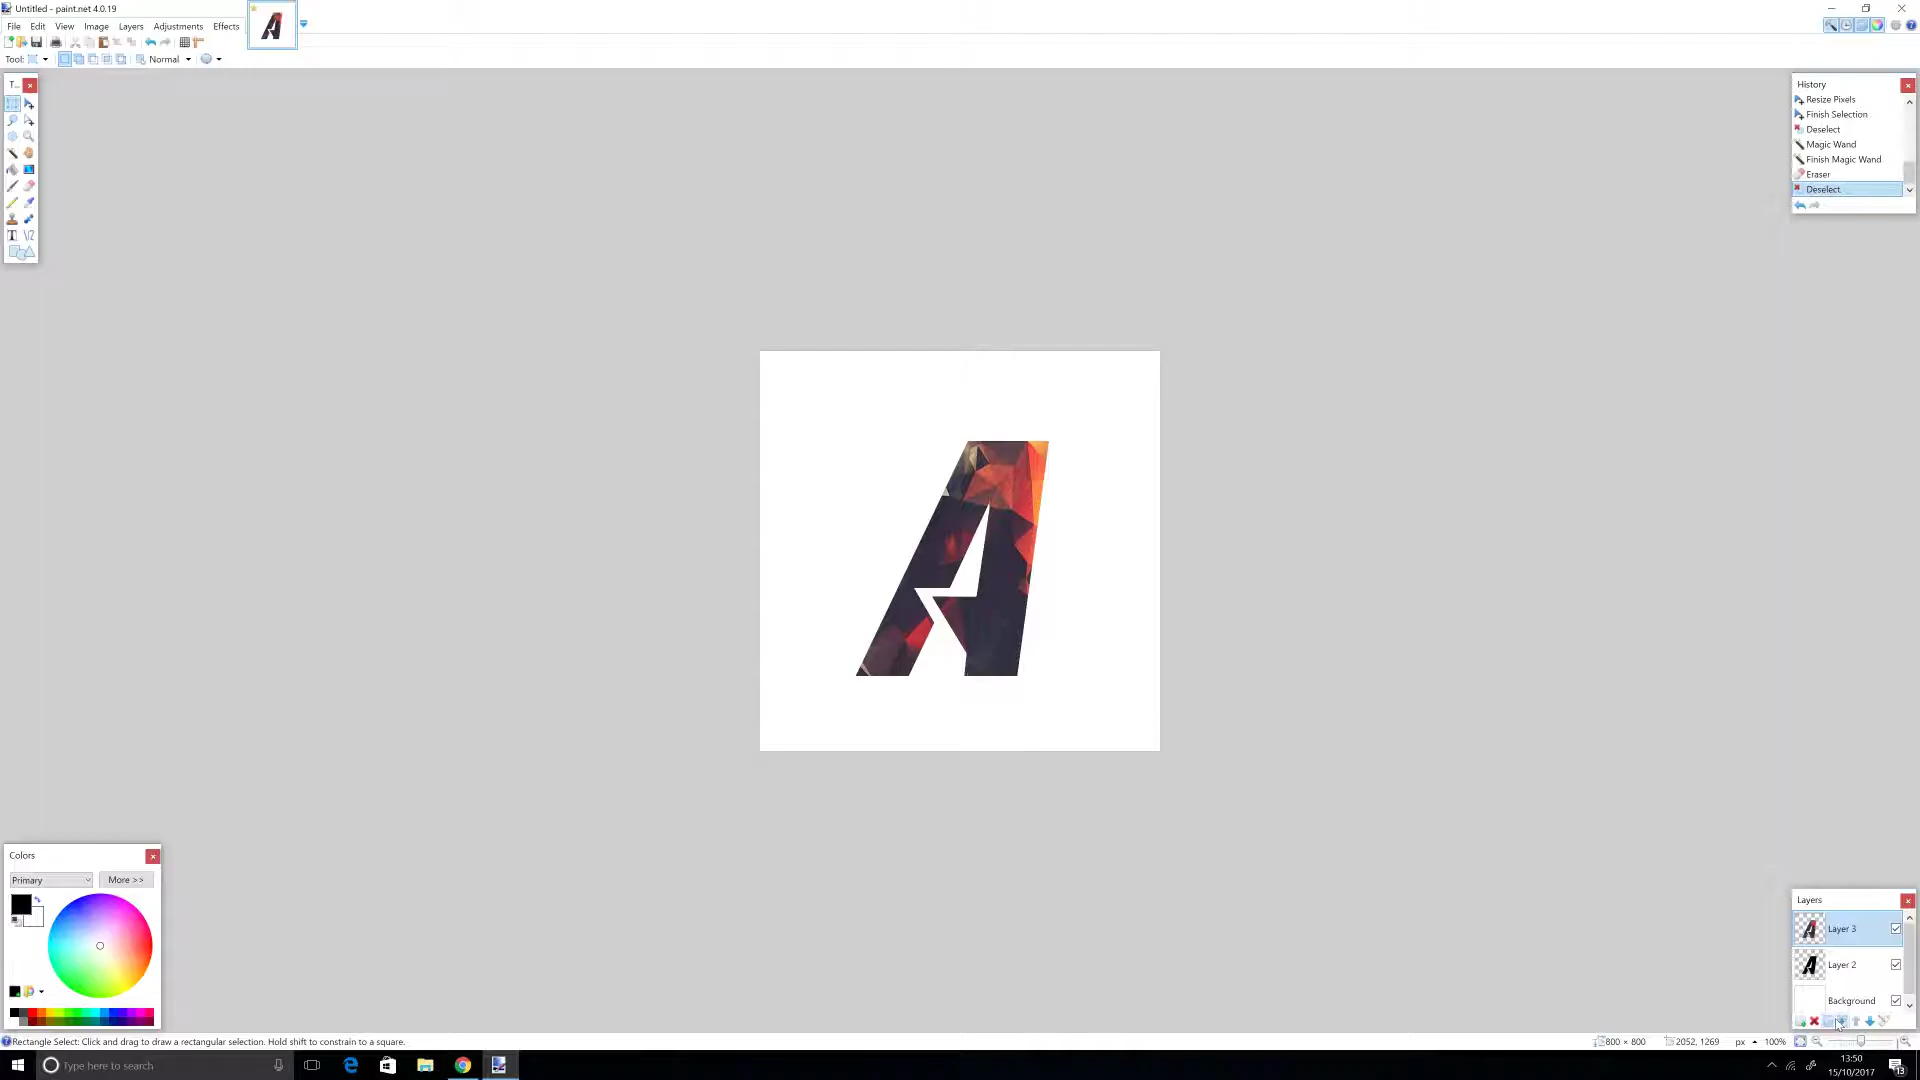 Untitled - paint.net 4.0.19
File Edit View Image Layers Adjustments Effects
Tool: Normal
T...
History
Resize Pixels
Finish Selection
Deselect
Magic Wand
Finish Magic Wand
Eraser
Deselect
A
Colors
Primary More >>
Layers
Layer 3
Layer 2
Background
Rectangle Select: Click and drag to draw a rectangular selection. Hold shift to constrain to a square.
800 × 800 2052, 1269 px 100%
Type here to search
13:50
15/10/2017
13